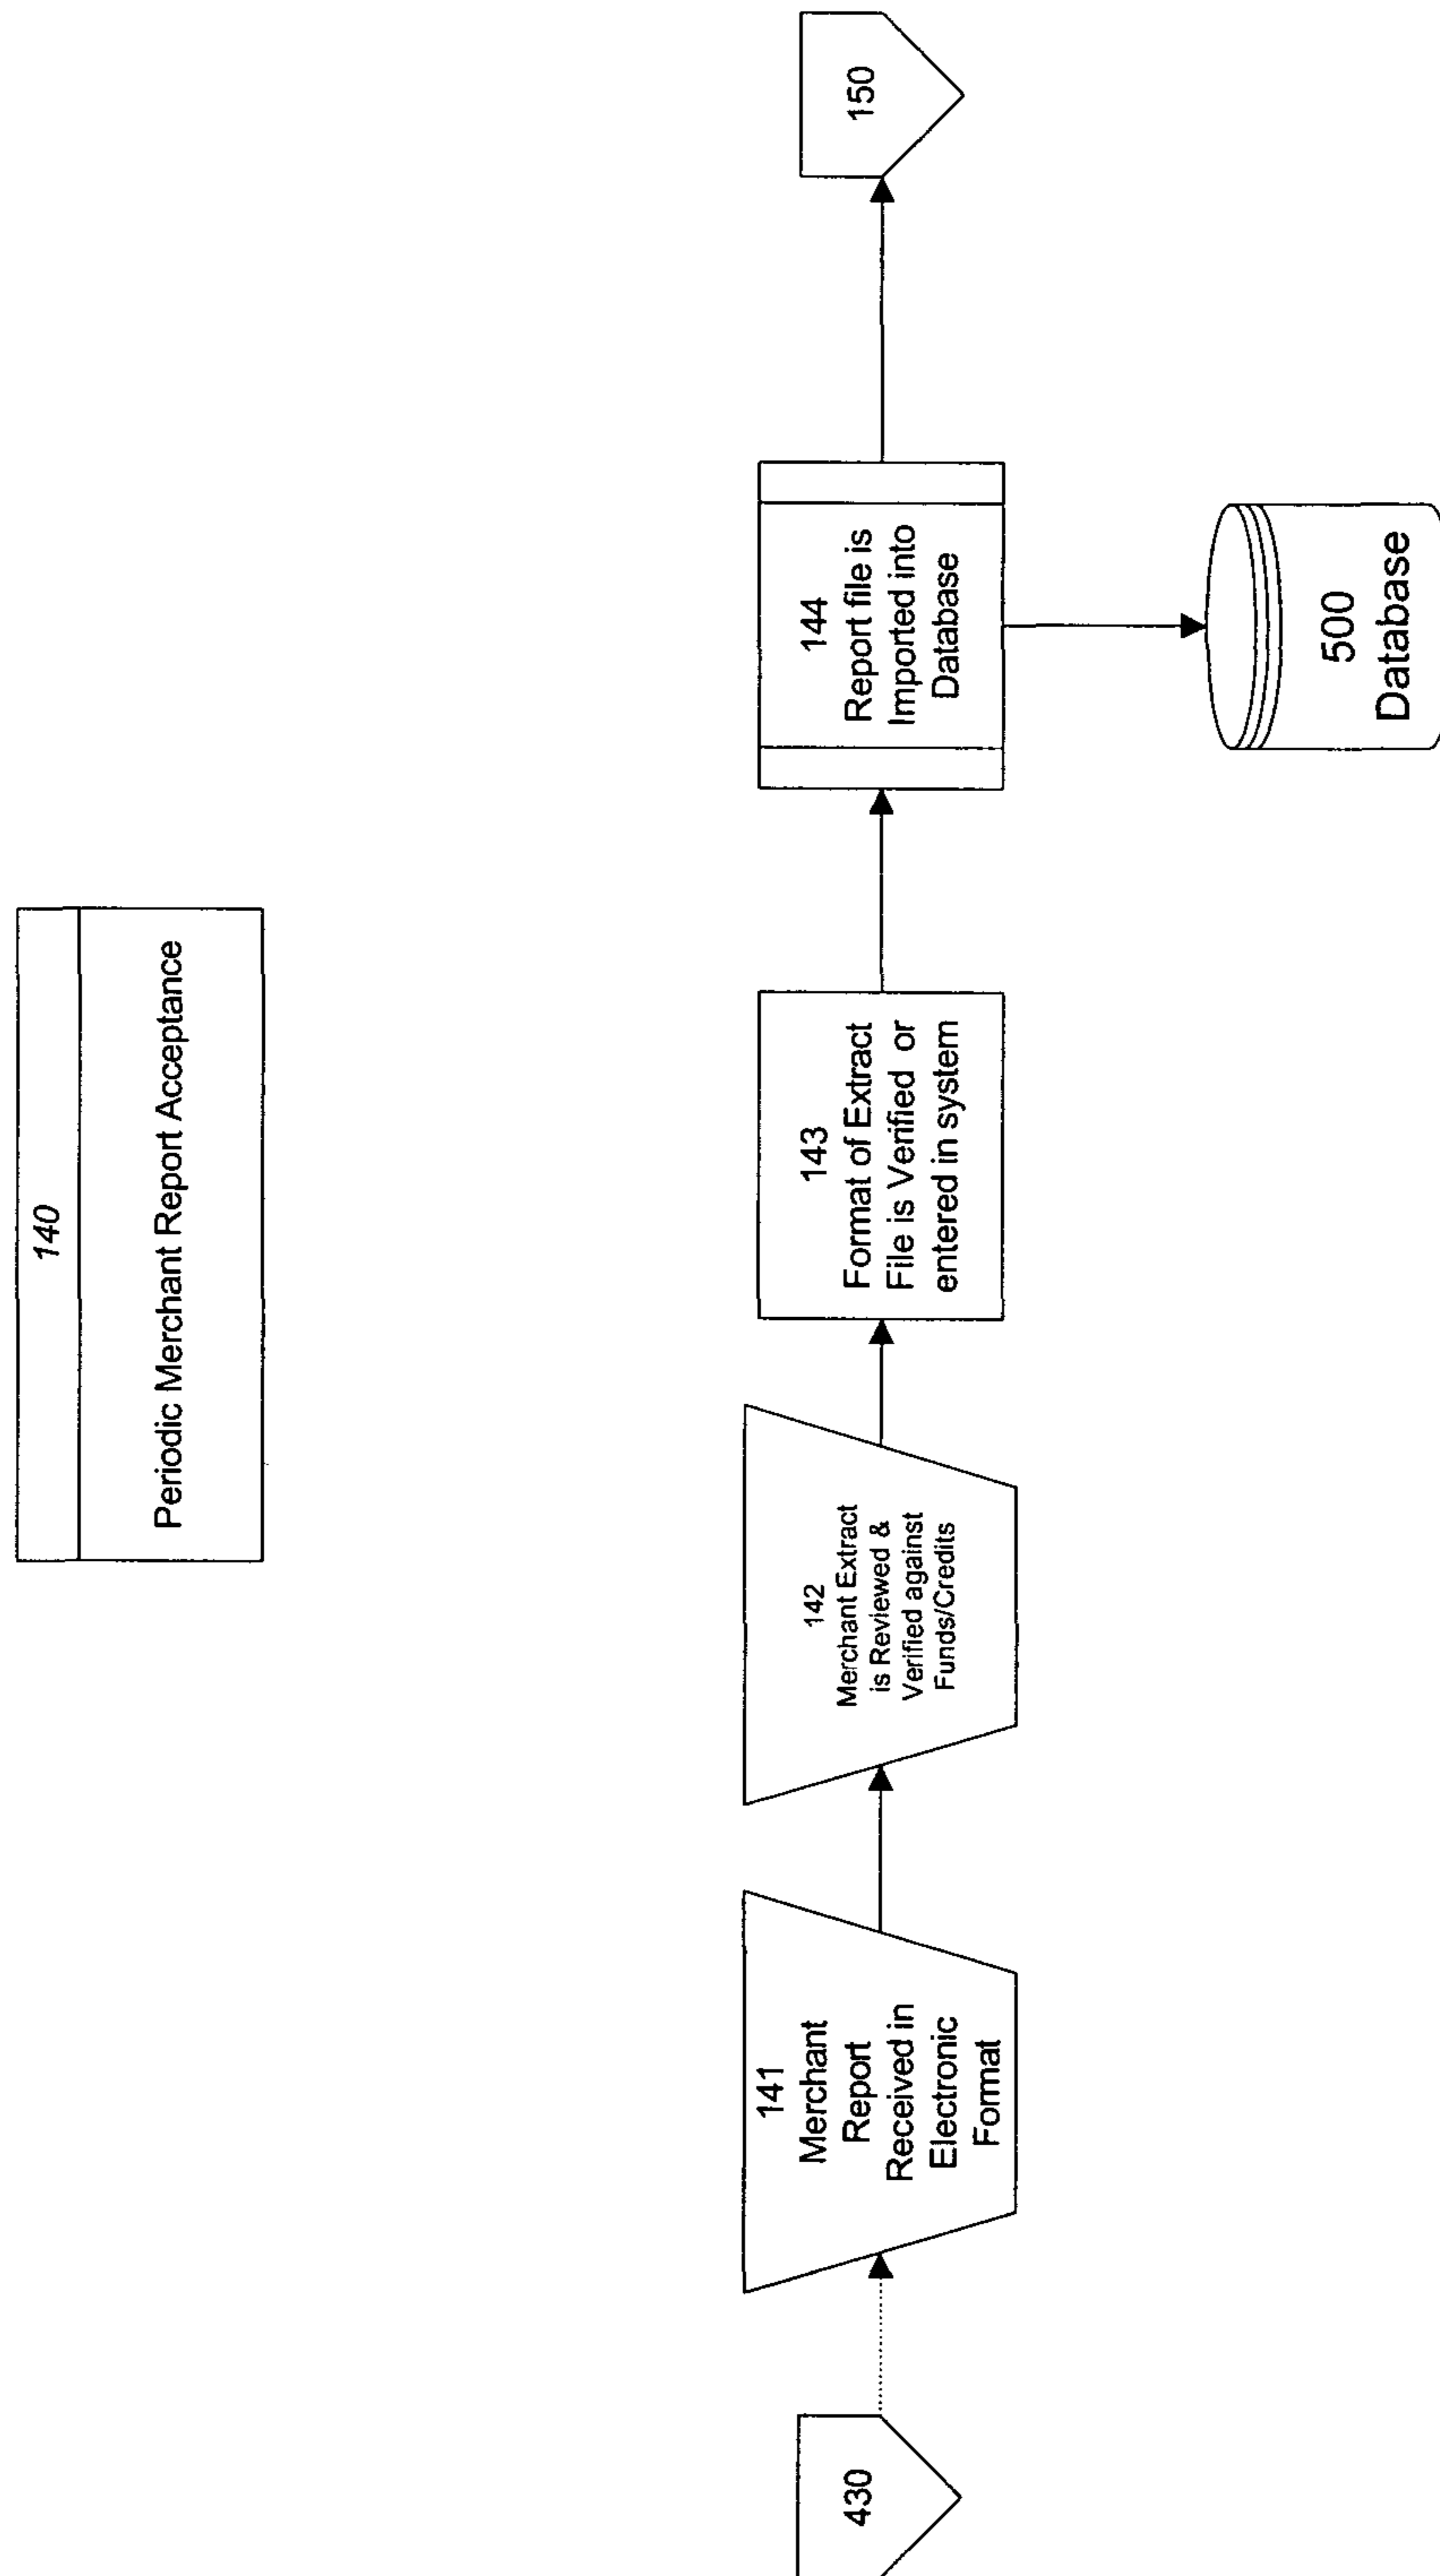 140
Periodic Merchant Report Acceptance
430
141
Merchant
Report
Received in
Electronic
Format
142
Merchant Extract
is Reviewed &
Verified against
Funds/Credits
143
Format of Extract
File is Verified or
entered in system
144
Report file is
Imported into
Database
150
500
Database